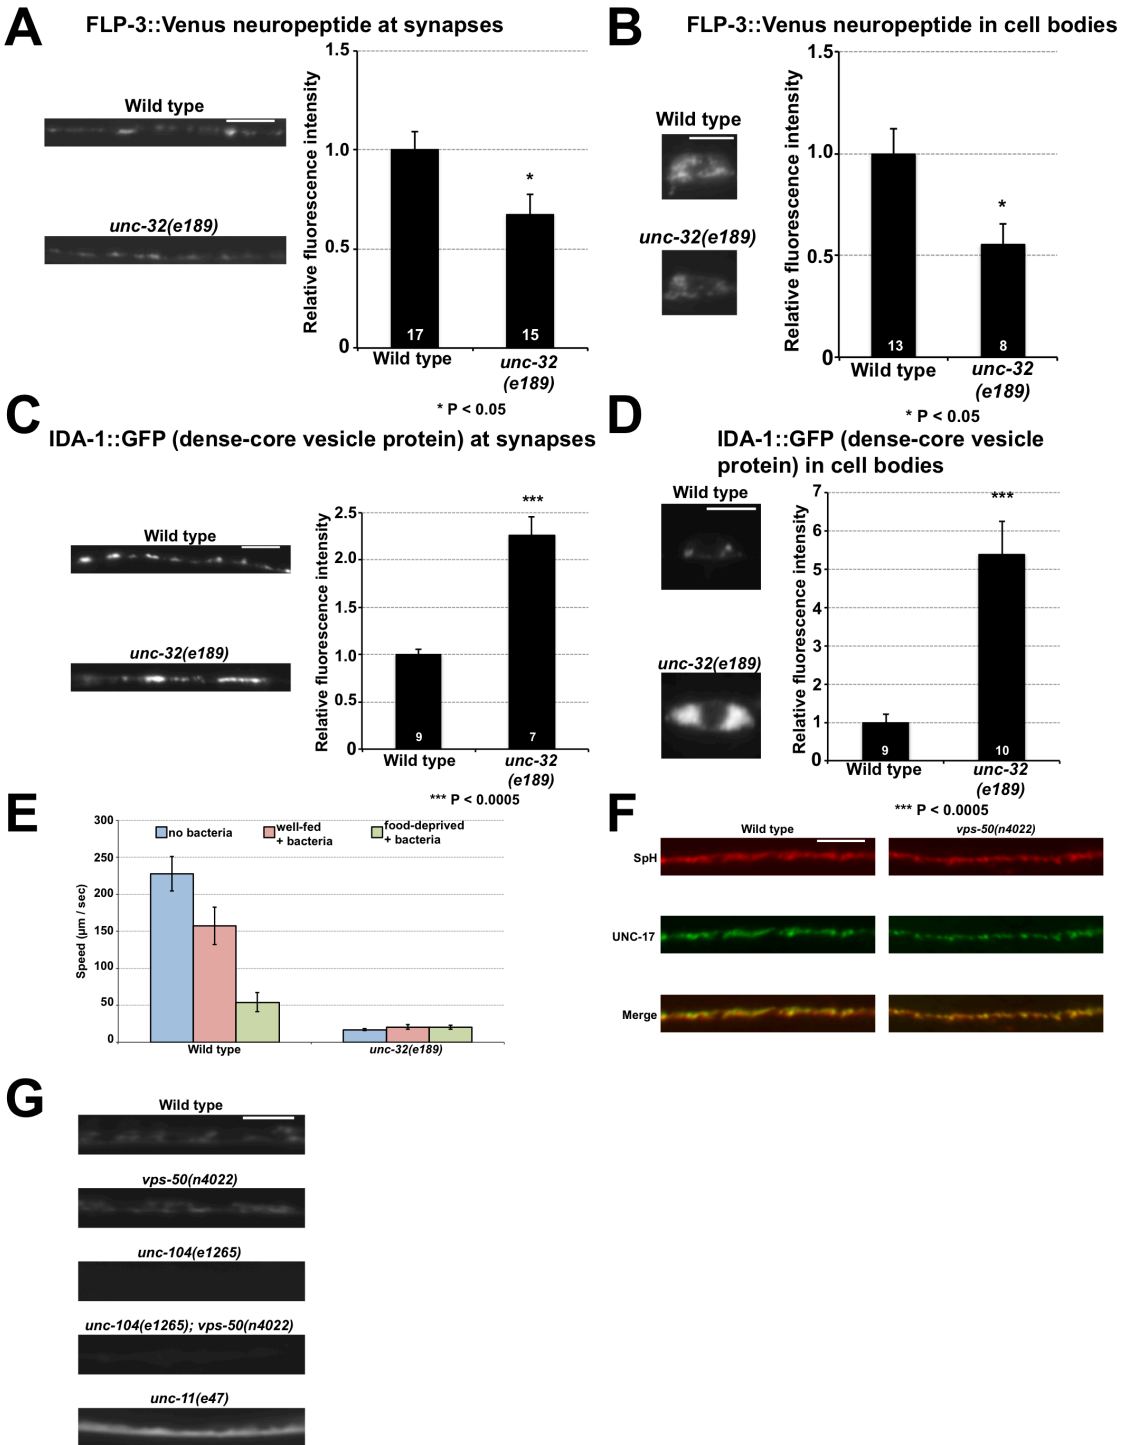 A
FLP-3::Venus neuropeptide at synapses
Wild type
unc-32(e189)
Relative fluorescence intensity
1.5
1.0
0.5
0
*
17
15
Wild type
unc-32
(e189)
* P < 0.05
B
FLP-3::Venus neuropeptide in cell bodies
Wild type
unc-32(e189)
Relative fluorescence intensity
1.5
1.0
0.5
0
*
13
8
Wild type
unc-32
(e189)
* P < 0.05
C
IDA-1::GFP (dense-core vesicle protein) at synapses
Wild type
unc-32(e189)
Relative fluorescence intensity
2.5
2.0
1.5
1.0
0.5
0
***
9
7
Wild type
unc-32
(e189)
*** P < 0.0005
D
IDA-1::GFP (dense-core vesicle
protein) in cell bodies
Wild type
unc-32(e189)
Relative fluorescence intensity
7
6
5
4
3
2
1
0
***
9
10
Wild type
unc-32
(e189)
*** P < 0.0005
E
Speed (µm / sec)
300
250
200
150
100
50
0
no bacteria
well-fed
+ bacteria
food-deprived
+ bacteria
Wild type
unc-32(e189)
F
Wild type
vps-50(n4022)
SpH
UNC-17
Merge
G
Wild type
vps-50(n4022)
unc-104(e1265)
unc-104(e1265); vps-50(n4022)
unc-11(e47)